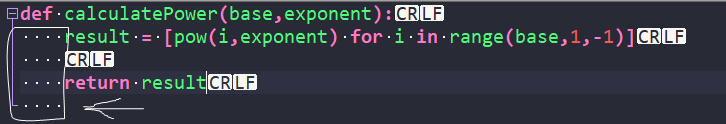 def calculatePower(base,exponent):CRLF
    result = [pow(i,exponent) for i in range(base,1,-1)]CRLF
    CRLF
    return resultCRLF